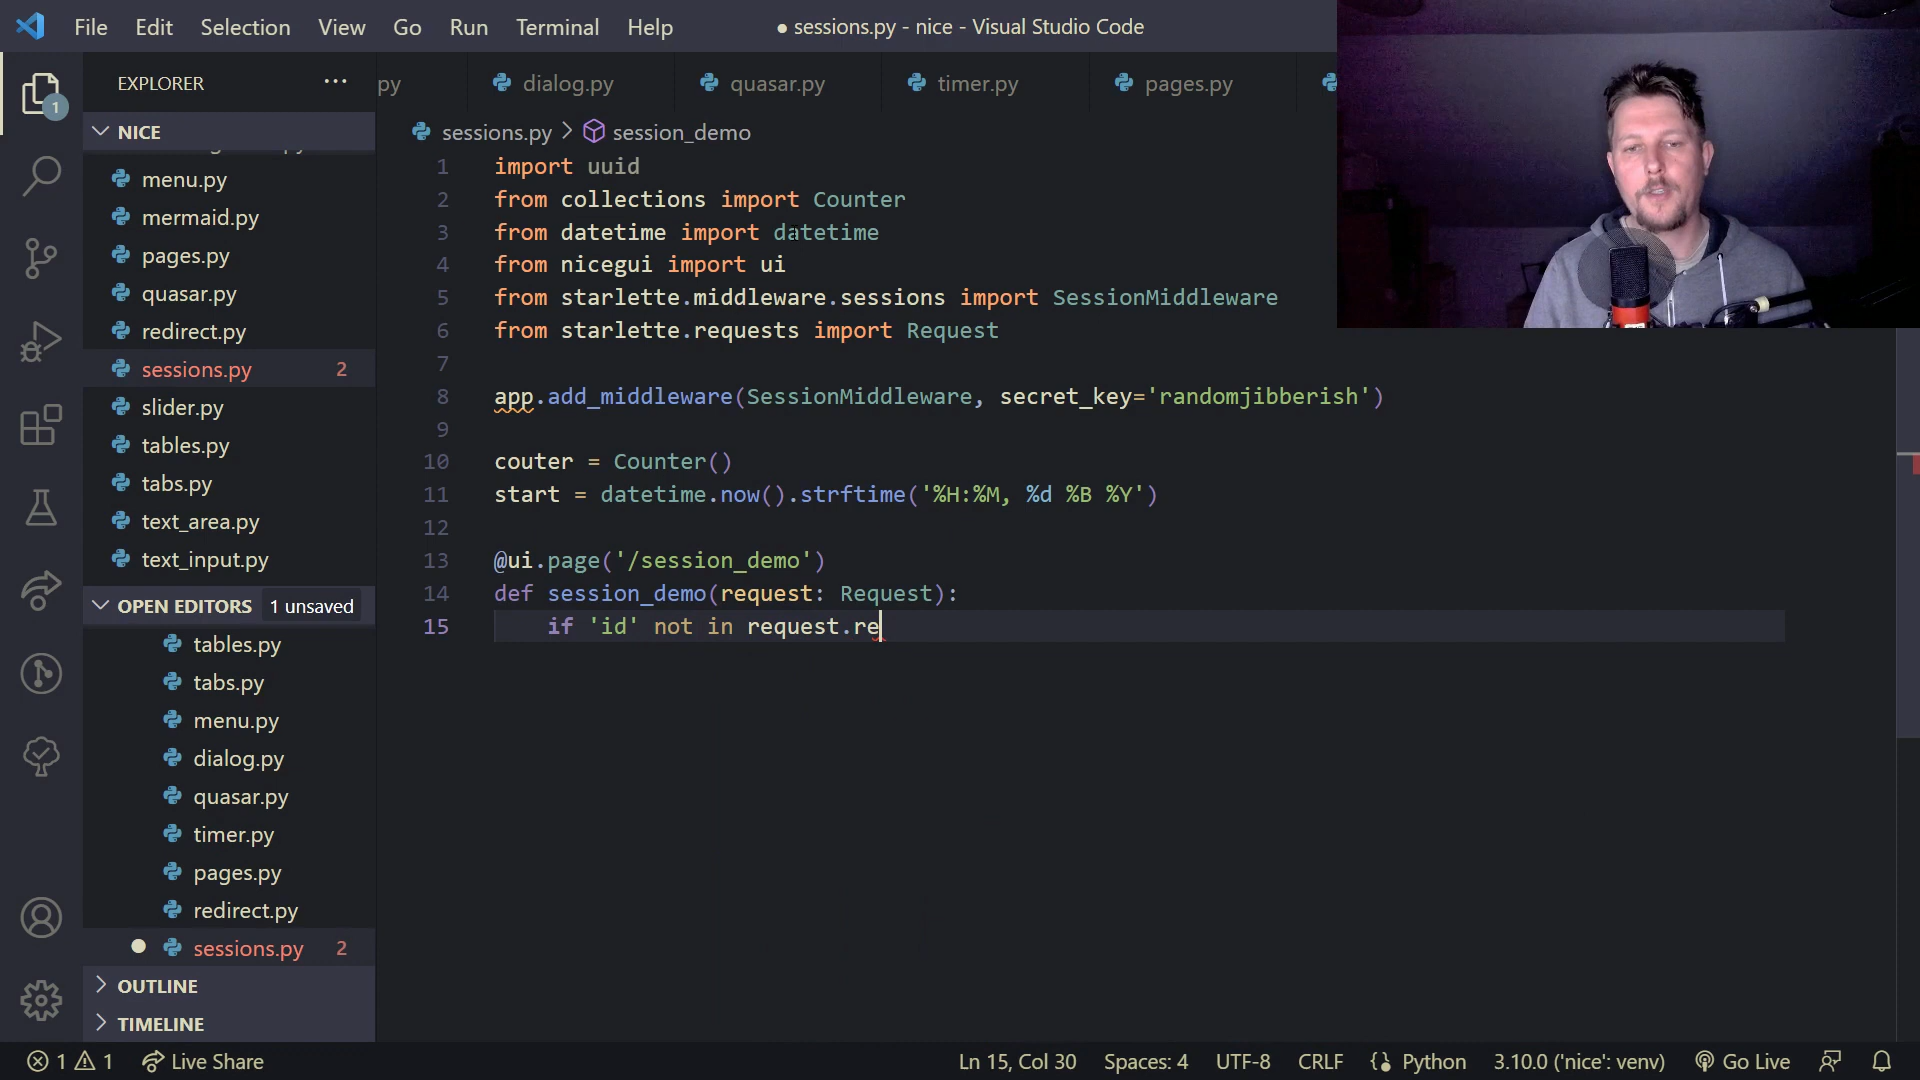 File Edit Selection View Go Run Terminal Help
● sessions.py - nice - Visual Studio Code
EXPLORER ···
py dialog.py quasar.py timer.py pages.py
1
NICE
menu.py
mermaid.py
pages.py
quasar.py
redirect.py
sessions.py 2
slider.py
tables.py
tabs.py
text_area.py
text_input.py
OPEN EDITORS 1 unsaved
tables.py
tabs.py
menu.py
dialog.py
quasar.py
timer.py
pages.py
redirect.py
sessions.py 2
OUTLINE
TIMELINE
sessions.py > session_demo
1 import uuid
2 from collections import Counter
3 from datetime import datetime
4 from nicegui import ui
5 from starlette.middleware.sessions import SessionMiddleware
6 from starlette.requests import Request
7
8 app.add_middleware(SessionMiddleware, secret_key='randomjibberish')
9
10 couter = Counter()
11 start = datetime.now().strftime('%H:%M, %d %B %Y')
12
13 @ui.page('/session_demo')
14 def session_demo(request: Request):
15     if 'id' not in request.re
1 1 Live Share
Ln 15, Col 30 Spaces: 4 UTF-8 CRLF Python 3.10.0 ('nice': venv) Go Live